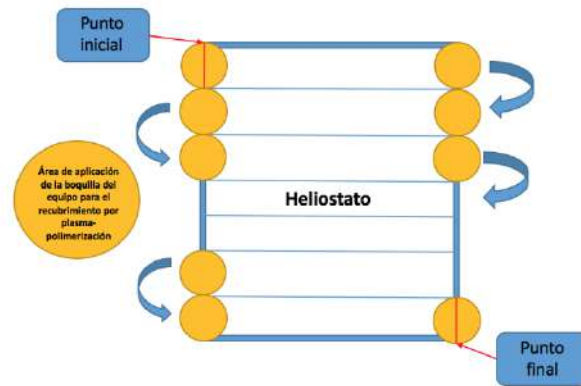 Punto
inicial
Área de aplicación
de la boquilla del
equipo para el
recubrimiento por
plasma-
polimerización
Heliostato
Punto
final